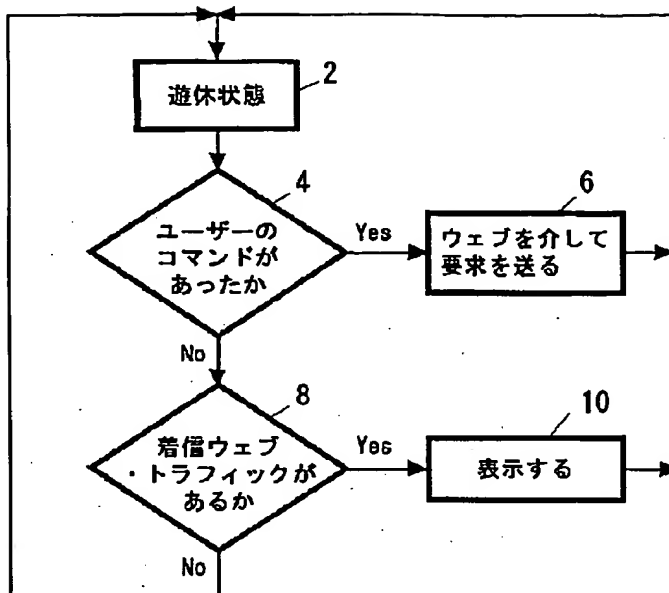 2
遊休状態
4
ユーザーの
コマンドが
あったか
Yes
6
ウェブを介して
要求を送る
No
8
着信ウェブ
・トラフィックが
あるか
Yes
10
表示する
No